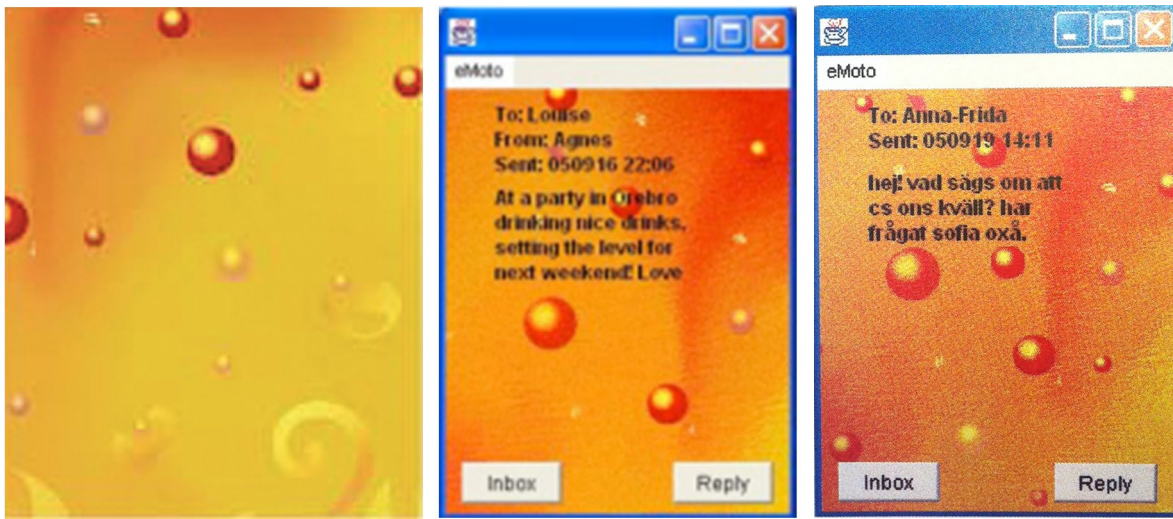 eMoto
To: Louise
From: Agnes
Sent: 050916 22:06
At a party in Orebro
drinking nice drinks,
setting the level for
next weekend! Love
Inbox
Reply
eMoto
To: Anna-Frida
Sent: 050919 14:11
hej! vad sägs om att
cs ons kväll? har
frågat sofia oxå.
Inbox
Reply